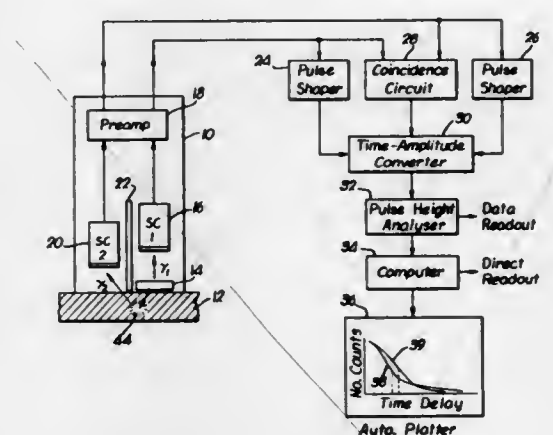 24
Pulse
Shaper
28
Coincidence
Circuit
26
Pulse
Shaper
18
Preamp
10
30
Time-Amplitude
Converter
22
16
32
Pulse Height
Analyser
Data
Readout
20
SC
2
SC
1
34
Computer
Direct
Readout
γ2
γ1
14
12
44
36
No. Counts
39
38
Time Delay
Auto. Plotter